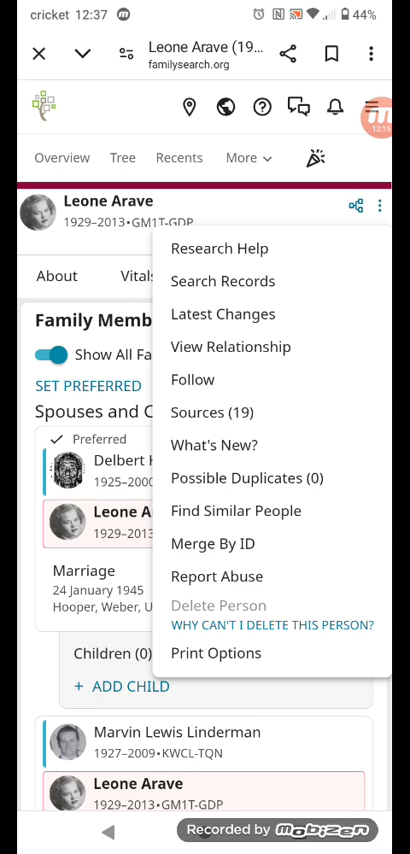 cricket 12:37
44%
Leone Arave (19...
familysearch.org
12:15
Overview Tree Recents More
Leone Arave
1929–2013•GM1T-GDP
Research Help
Search Records
Latest Changes
View Relationship
Follow
Sources (19)
What's New?
Possible Duplicates (0)
Find Similar People
Merge By ID
Report Abuse
Delete Person
WHY CAN'T I DELETE THIS PERSON?
Print Options
About Vitals
Family Memb
Show All Fa
SET PREFERRED
Spouses and C
Preferred
Delbert H
1925–2000
Leone A
1929–2013
Marriage
24 January 1945
Hooper, Weber, U
Children (0)
+ ADD CHILD
Marvin Lewis Linderman
1927–2009•KWCL-TQN
Leone Arave
1929–2013•GM1T-GDP
Recorded by Mobizen